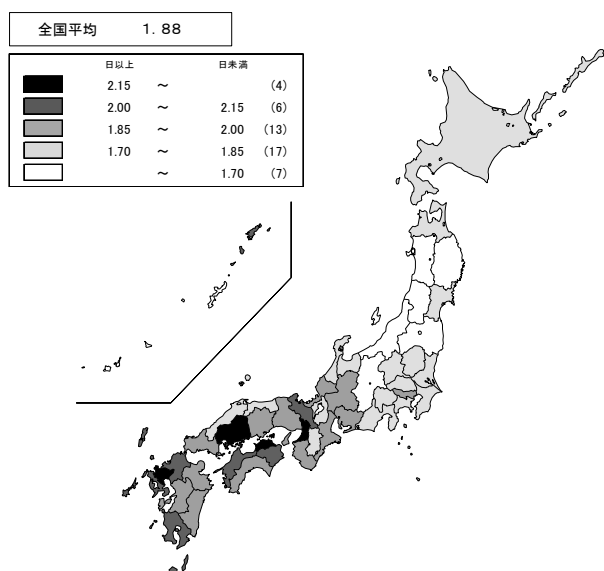 全国平均 1.88
日以上 日未満
2.15 ～ (4)
2.00 ～ 2.15 (6)
1.85 ～ 2.00 (13)
1.70 ～ 1.85 (17)
～ 1.70 (7)